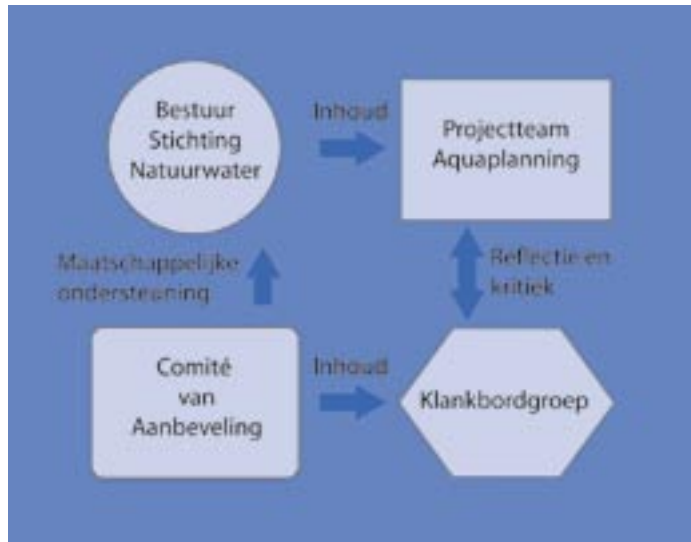 Bestuur
Stichting
Natuurwater
Inhoud
Projectteam
Aquaplanning
Maatschappelijke
ondersteuning
Reflectie en
kritiek
Comité
van
Aanbeveling
Inhoud
Klankbordgroep